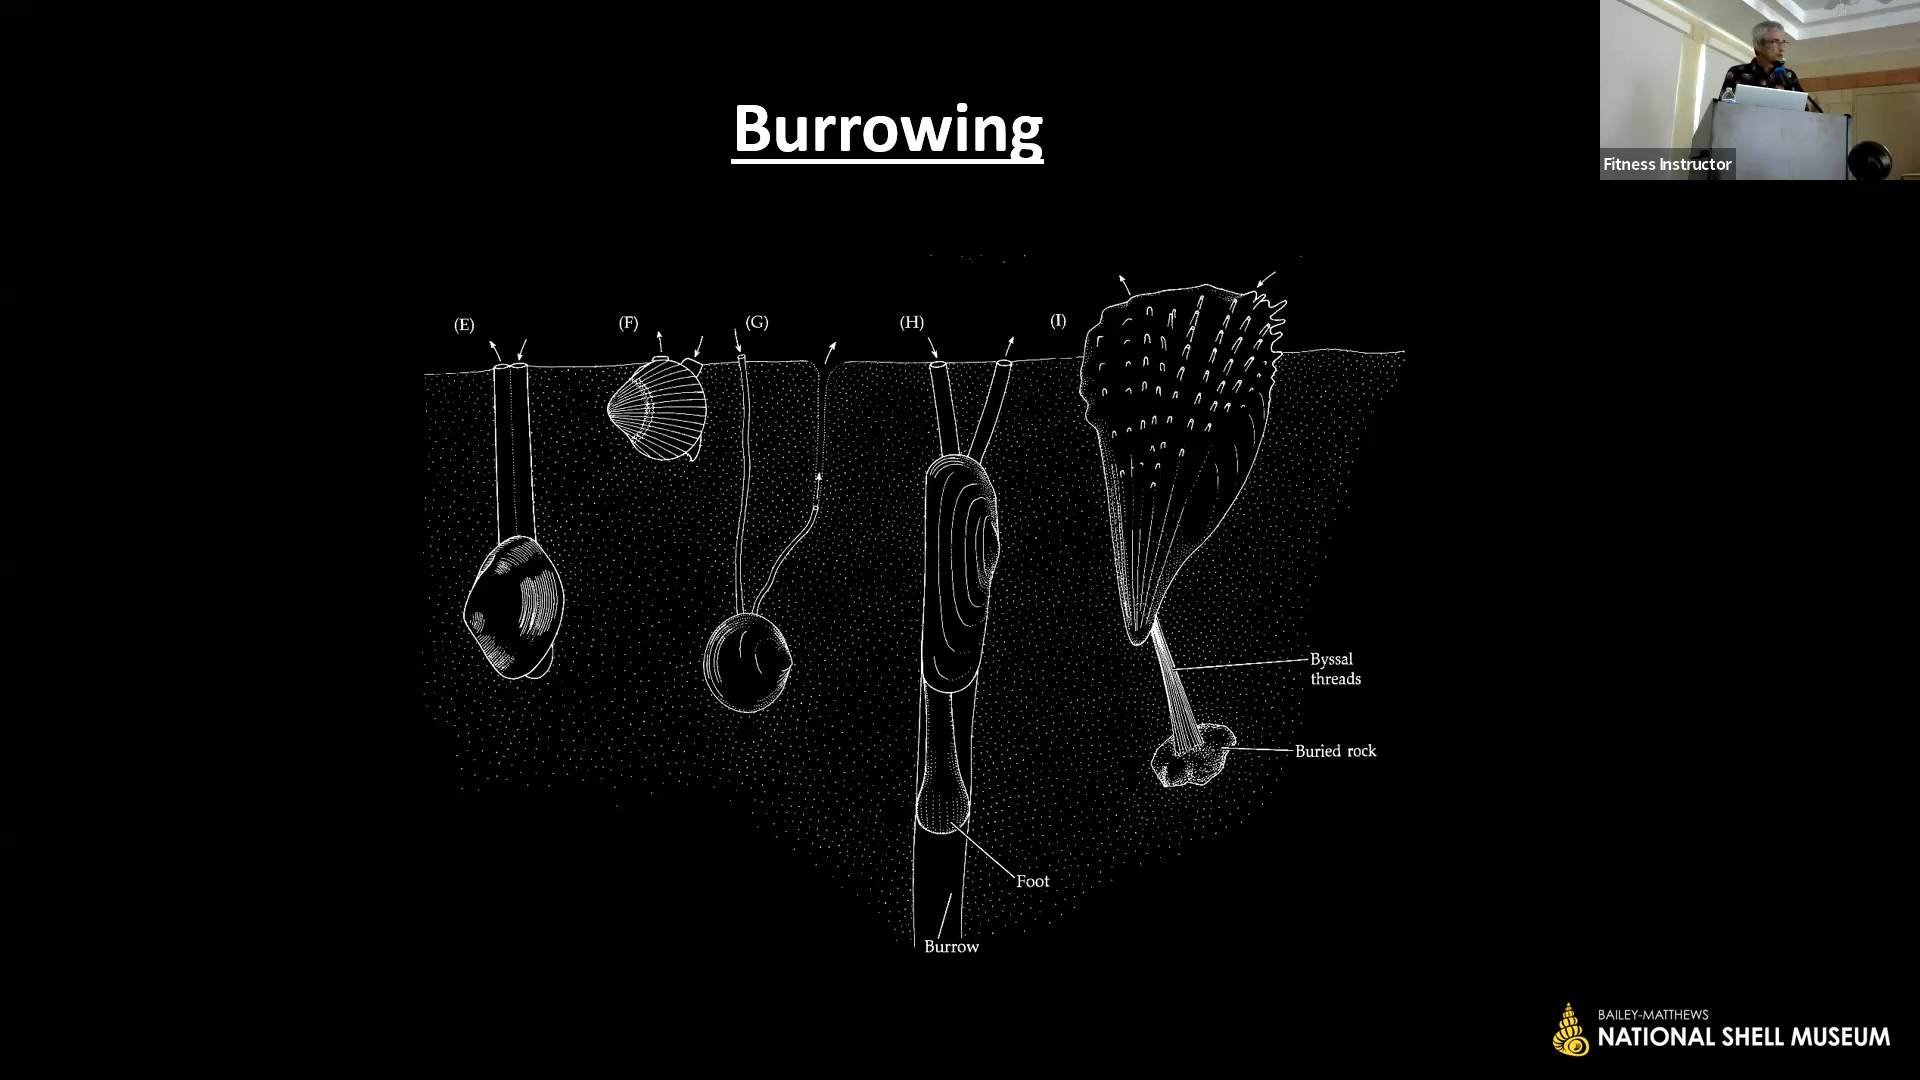 Burrowing
Fitness Instructor
(E)
(F)
(G)
(H)
(I)
Byssal
threads
Buried rock
Foot
Burrow
BAILEY-MATTHEWS
NATIONAL SHELL MUSEUM